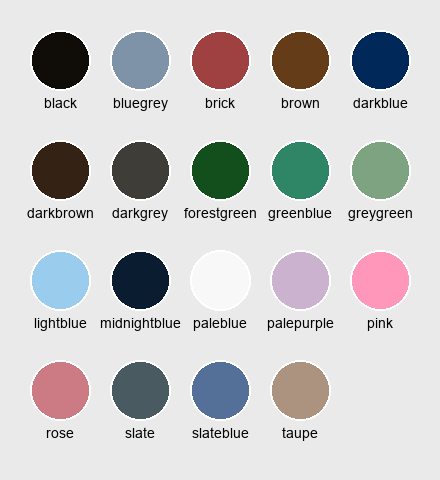 black bluegrey brick brown darkblue
darkbrown darkgrey forestgreen greenblue greygreen
lightblue midnightblue paleblue palepurple pink
rose slate slateblue taupe